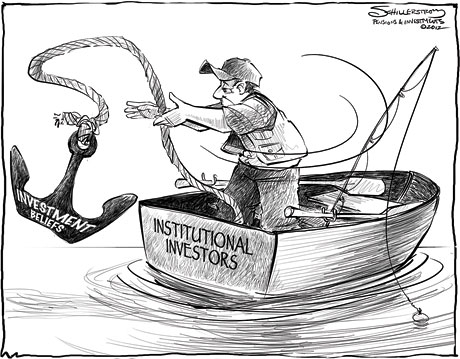 SCHILLERSTROM
PENSIONS & INVESTMENTS
©2012
INVESTMENT
BELIEFS
INSTITUTIONAL
INVESTORS